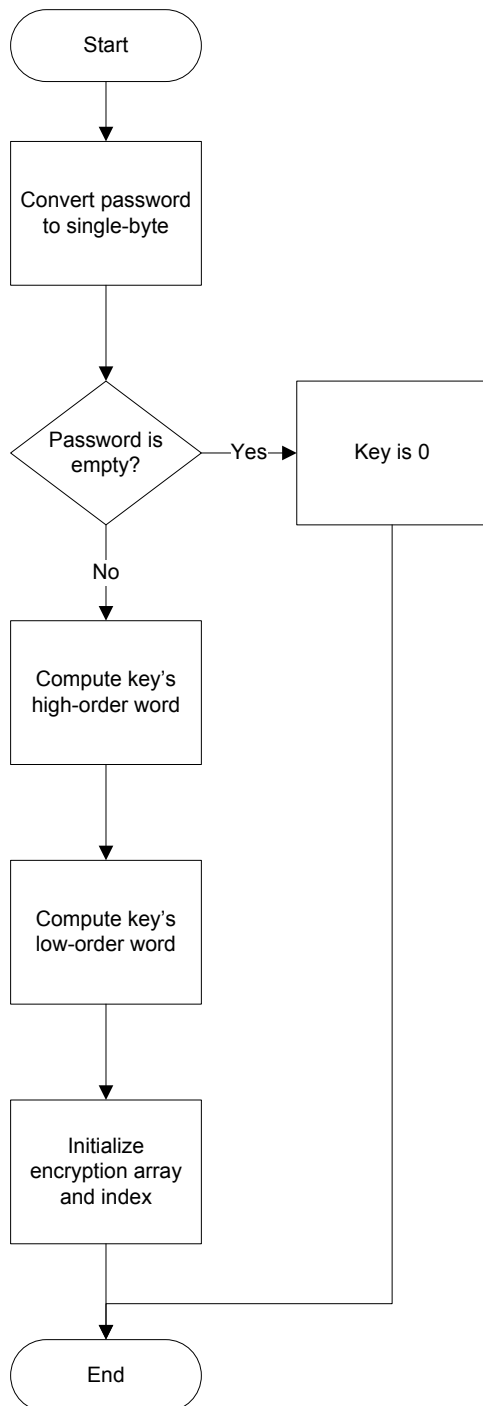 Start
Convert password
to single-byte
Password is
empty?
Yes
Key is 0
No
Compute key’s
high-order word
Compute key’s
low-order word
Initialize
encryption array
and index
End